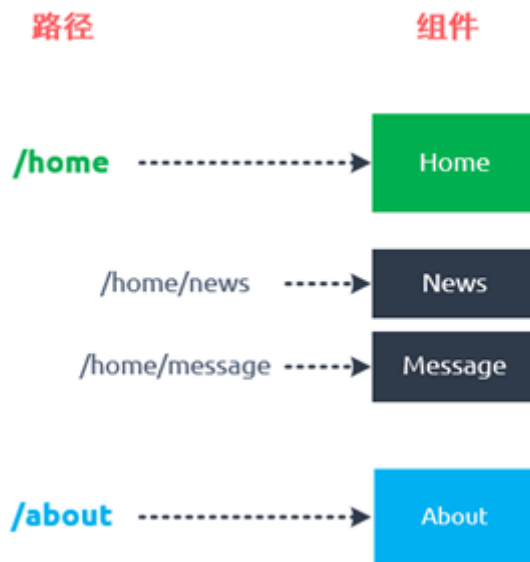 路径 组件
/home Home
/home/news News
/home/message Message
/about About